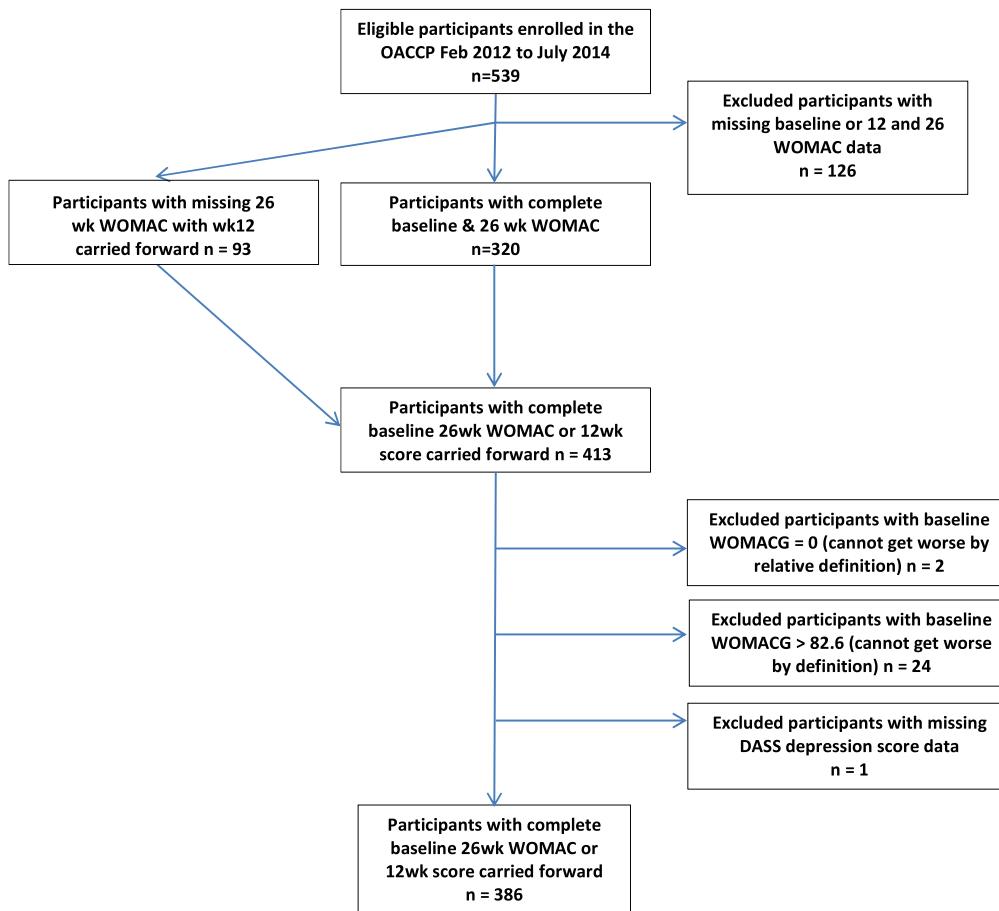 Eligible participants enrolled in the
OACCP Feb 2012 to July 2014
n=539
Excluded participants with
missing baseline or 12 and 26
WOMAC data
n = 126
Participants with missing 26
wk WOMAC with wk12
carried forward n = 93
Participants with complete
baseline & 26 wk WOMAC
n=320
Participants with complete
baseline 26wk WOMAC or 12wk
score carried forward n = 413
Excluded participants with baseline
WOMACG = 0 (cannot get worse by
relative definition) n = 2
Excluded participants with baseline
WOMACG > 82.6 (cannot get worse
by definition) n = 24
Excluded participants with missing
DASS depression score data
n = 1
Participants with complete
baseline 26wk WOMAC or
12wk score carried forward
n = 386